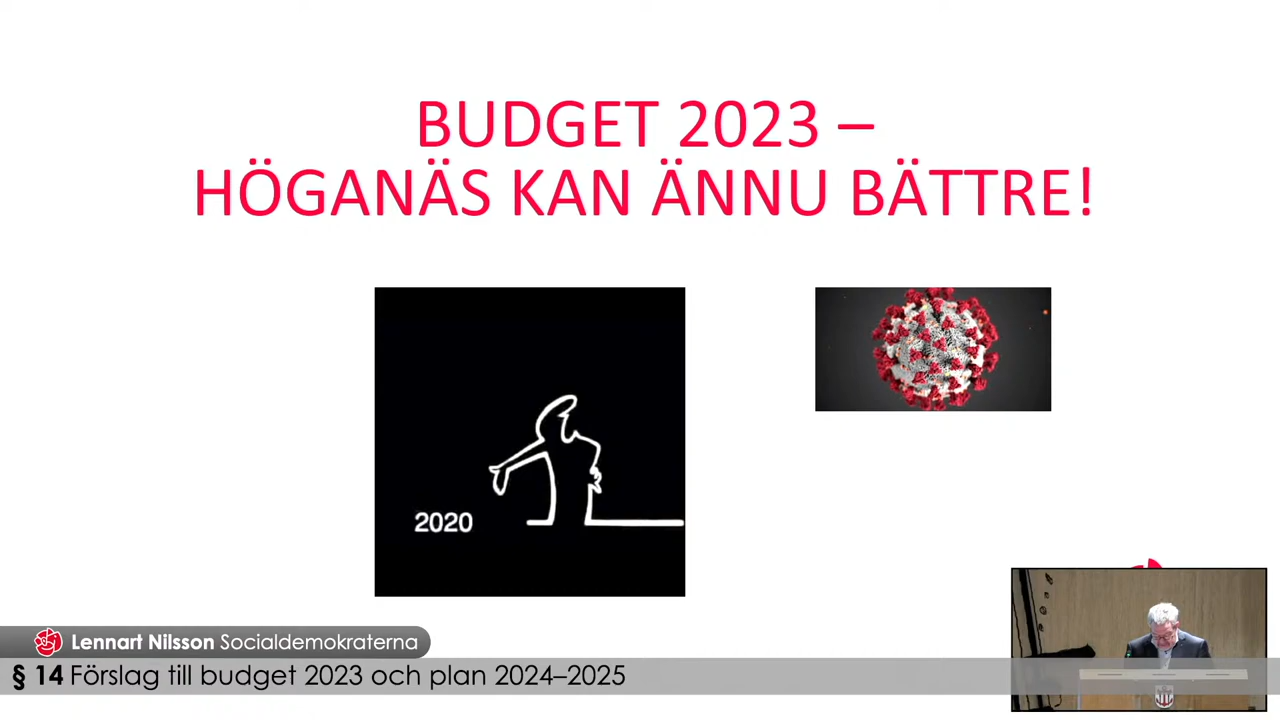 BUDGET 2023 –
HÖGANÄS KAN ÄNNU BÄTTRE!
2020
Lennart Nilsson Socialdemokraterna
§ 14 Förslag till budget 2023 och plan 2024–2025